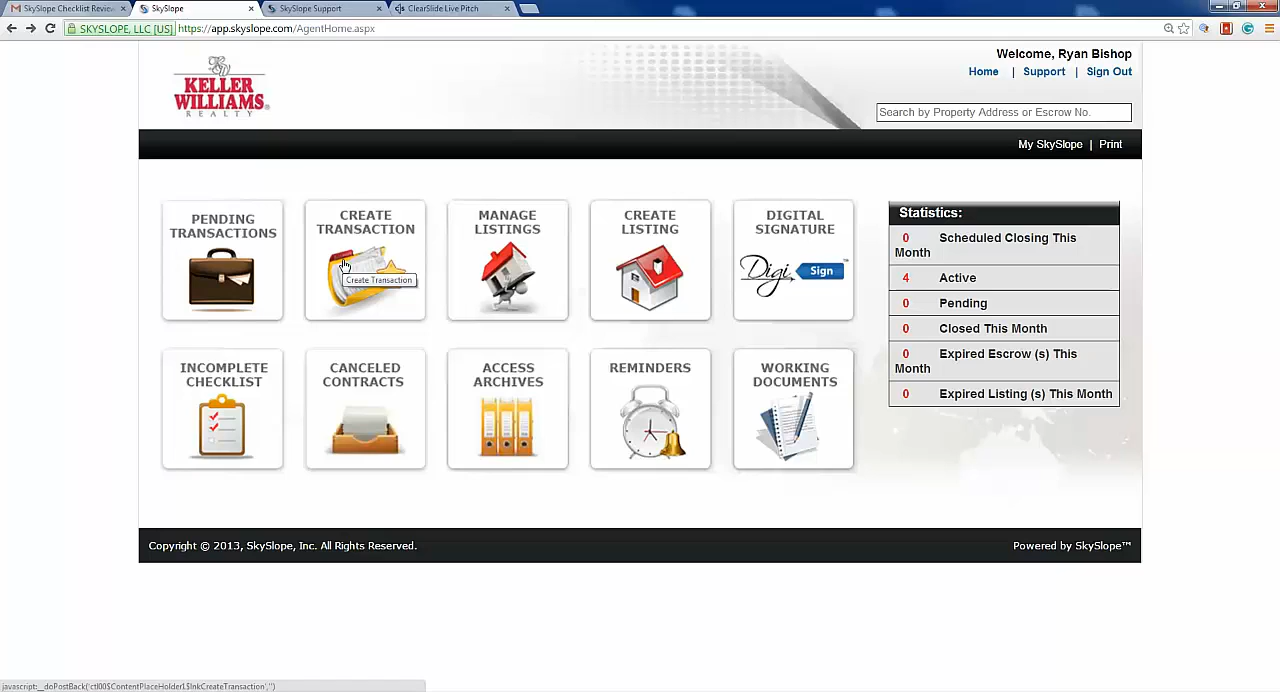 SkySlope Checklist Review
SkySlope
SkySlope Support
ClearSlide Live Pitch
SKYSLOPE, LLC [US] https://app.skyslope.com/AgentHome.aspx
KW
KELLER
WILLIAMS
REALTY
Welcome, Ryan Bishop
Home | Support | Sign Out
Search by Property Address or Escrow No.
My SkySlope | Print
PENDING
TRANSACTIONS
CREATE
TRANSACTION
Create Transaction
MANAGE
LISTINGS
CREATE
LISTING
DIGITAL
SIGNATURE
Digi Sign
Statistics:
0 Scheduled Closing This
Month
4 Active
0 Pending
0 Closed This Month
0 Expired Escrow (s) This
Month
0 Expired Listing (s) This Month
INCOMPLETE
CHECKLIST
CANCELED
CONTRACTS
ACCESS
ARCHIVES
REMINDERS
WORKING
DOCUMENTS
Copyright © 2013, SkySlope, Inc. All Rights Reserved.
Powered by SkySlope™
javascript:__doPostBack('ctl00$ContentPlaceHolder1$lnkCreateTransaction','')